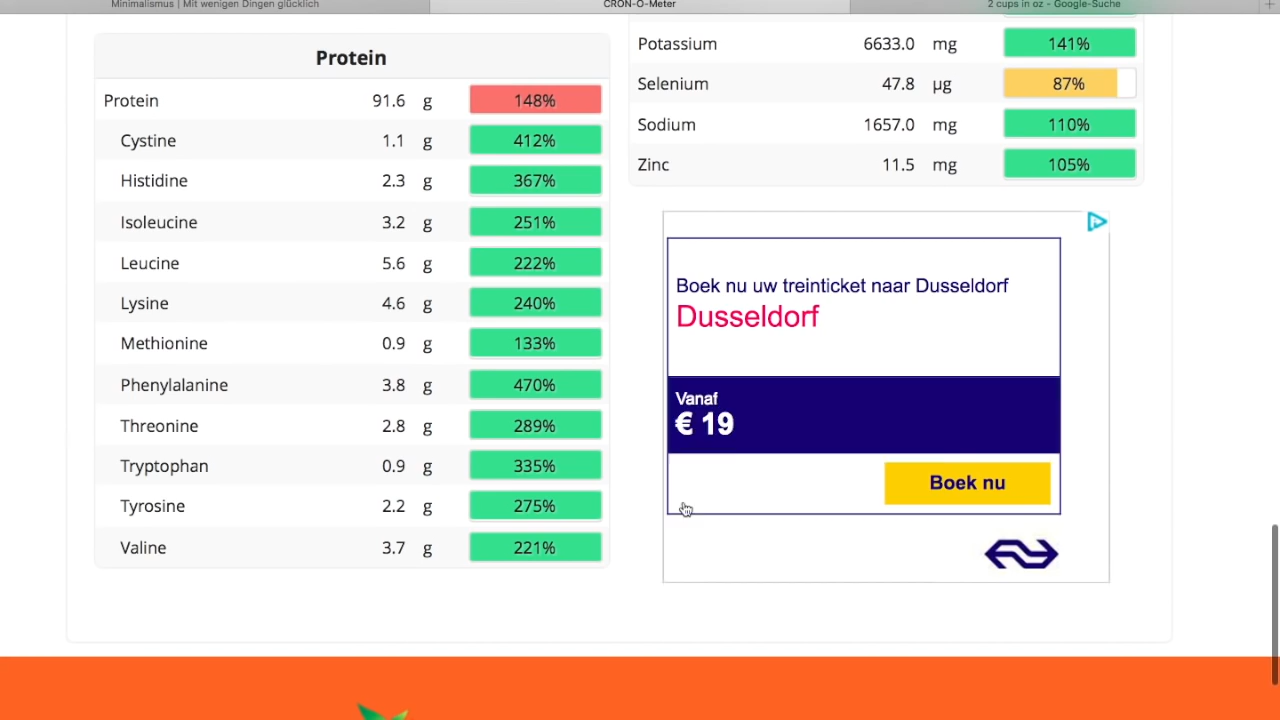 Minimalismus | Mit wenigen Dingen glücklich
CRON-O-Meter
2 cups in oz - Google-Suche
Protein
Protein 91.6 g 148%
Cystine 1.1 g 412%
Histidine 2.3 g 367%
Isoleucine 3.2 g 251%
Leucine 5.6 g 222%
Lysine 4.6 g 240%
Methionine 0.9 g 133%
Phenylalanine 3.8 g 470%
Threonine 2.8 g 289%
Tryptophan 0.9 g 335%
Tyrosine 2.2 g 275%
Valine 3.7 g 221%
Potassium 6633.0 mg 141%
Selenium 47.8 µg 87%
Sodium 1657.0 mg 110%
Zinc 11.5 mg 105%
Boek nu uw treinticket naar Dusseldorf
Dusseldorf
Vanaf
€ 19
Boek nu